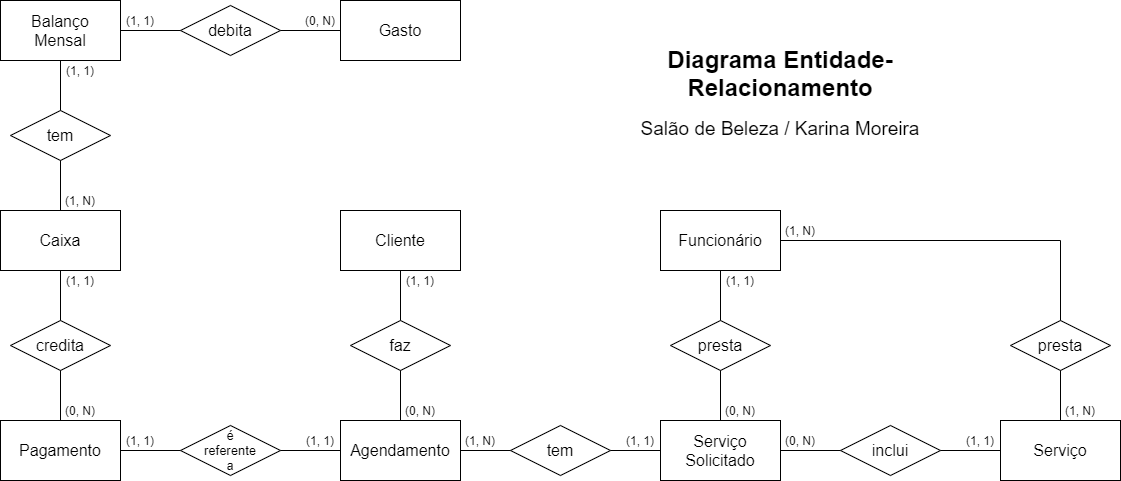 Balanço
Mensal
(1, 1)
debita
(0, N)
Gasto
Diagrama Entidade-
Relacionamento
Salão de Beleza / Karina Moreira
(1, 1)
tem
(1, N)
Caixa
Cliente
Funcionário
(1, N)
(1, 1)
(1, 1)
(1, 1)
credita
faz
presta
presta
(0, N)
(0, N)
(0, N)
(1, N)
Pagamento
(1, 1)
é
referente
a
(1, 1)
Agendamento
(1, N)
tem
(1, 1)
Serviço
Solicitado
(0, N)
inclui
(1, 1)
Serviço